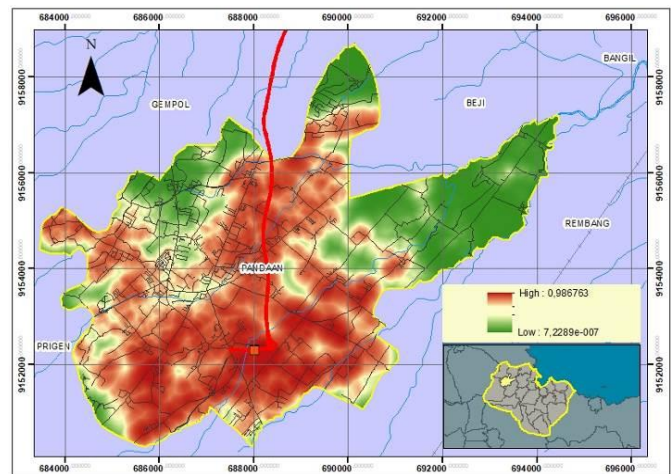 684000 686000 688000 690000 692000 694000 696000
N
BANGIL
9158000 9158000
GEMPOL BEJI
9156000 9156000
REMBANG
9154000 PANDAAN 9154000
High : 0,986763
Low : 7,2289e-007
PRIGEN
9152000 9152000
684000 686000 688000 690000 692000 694000 696000